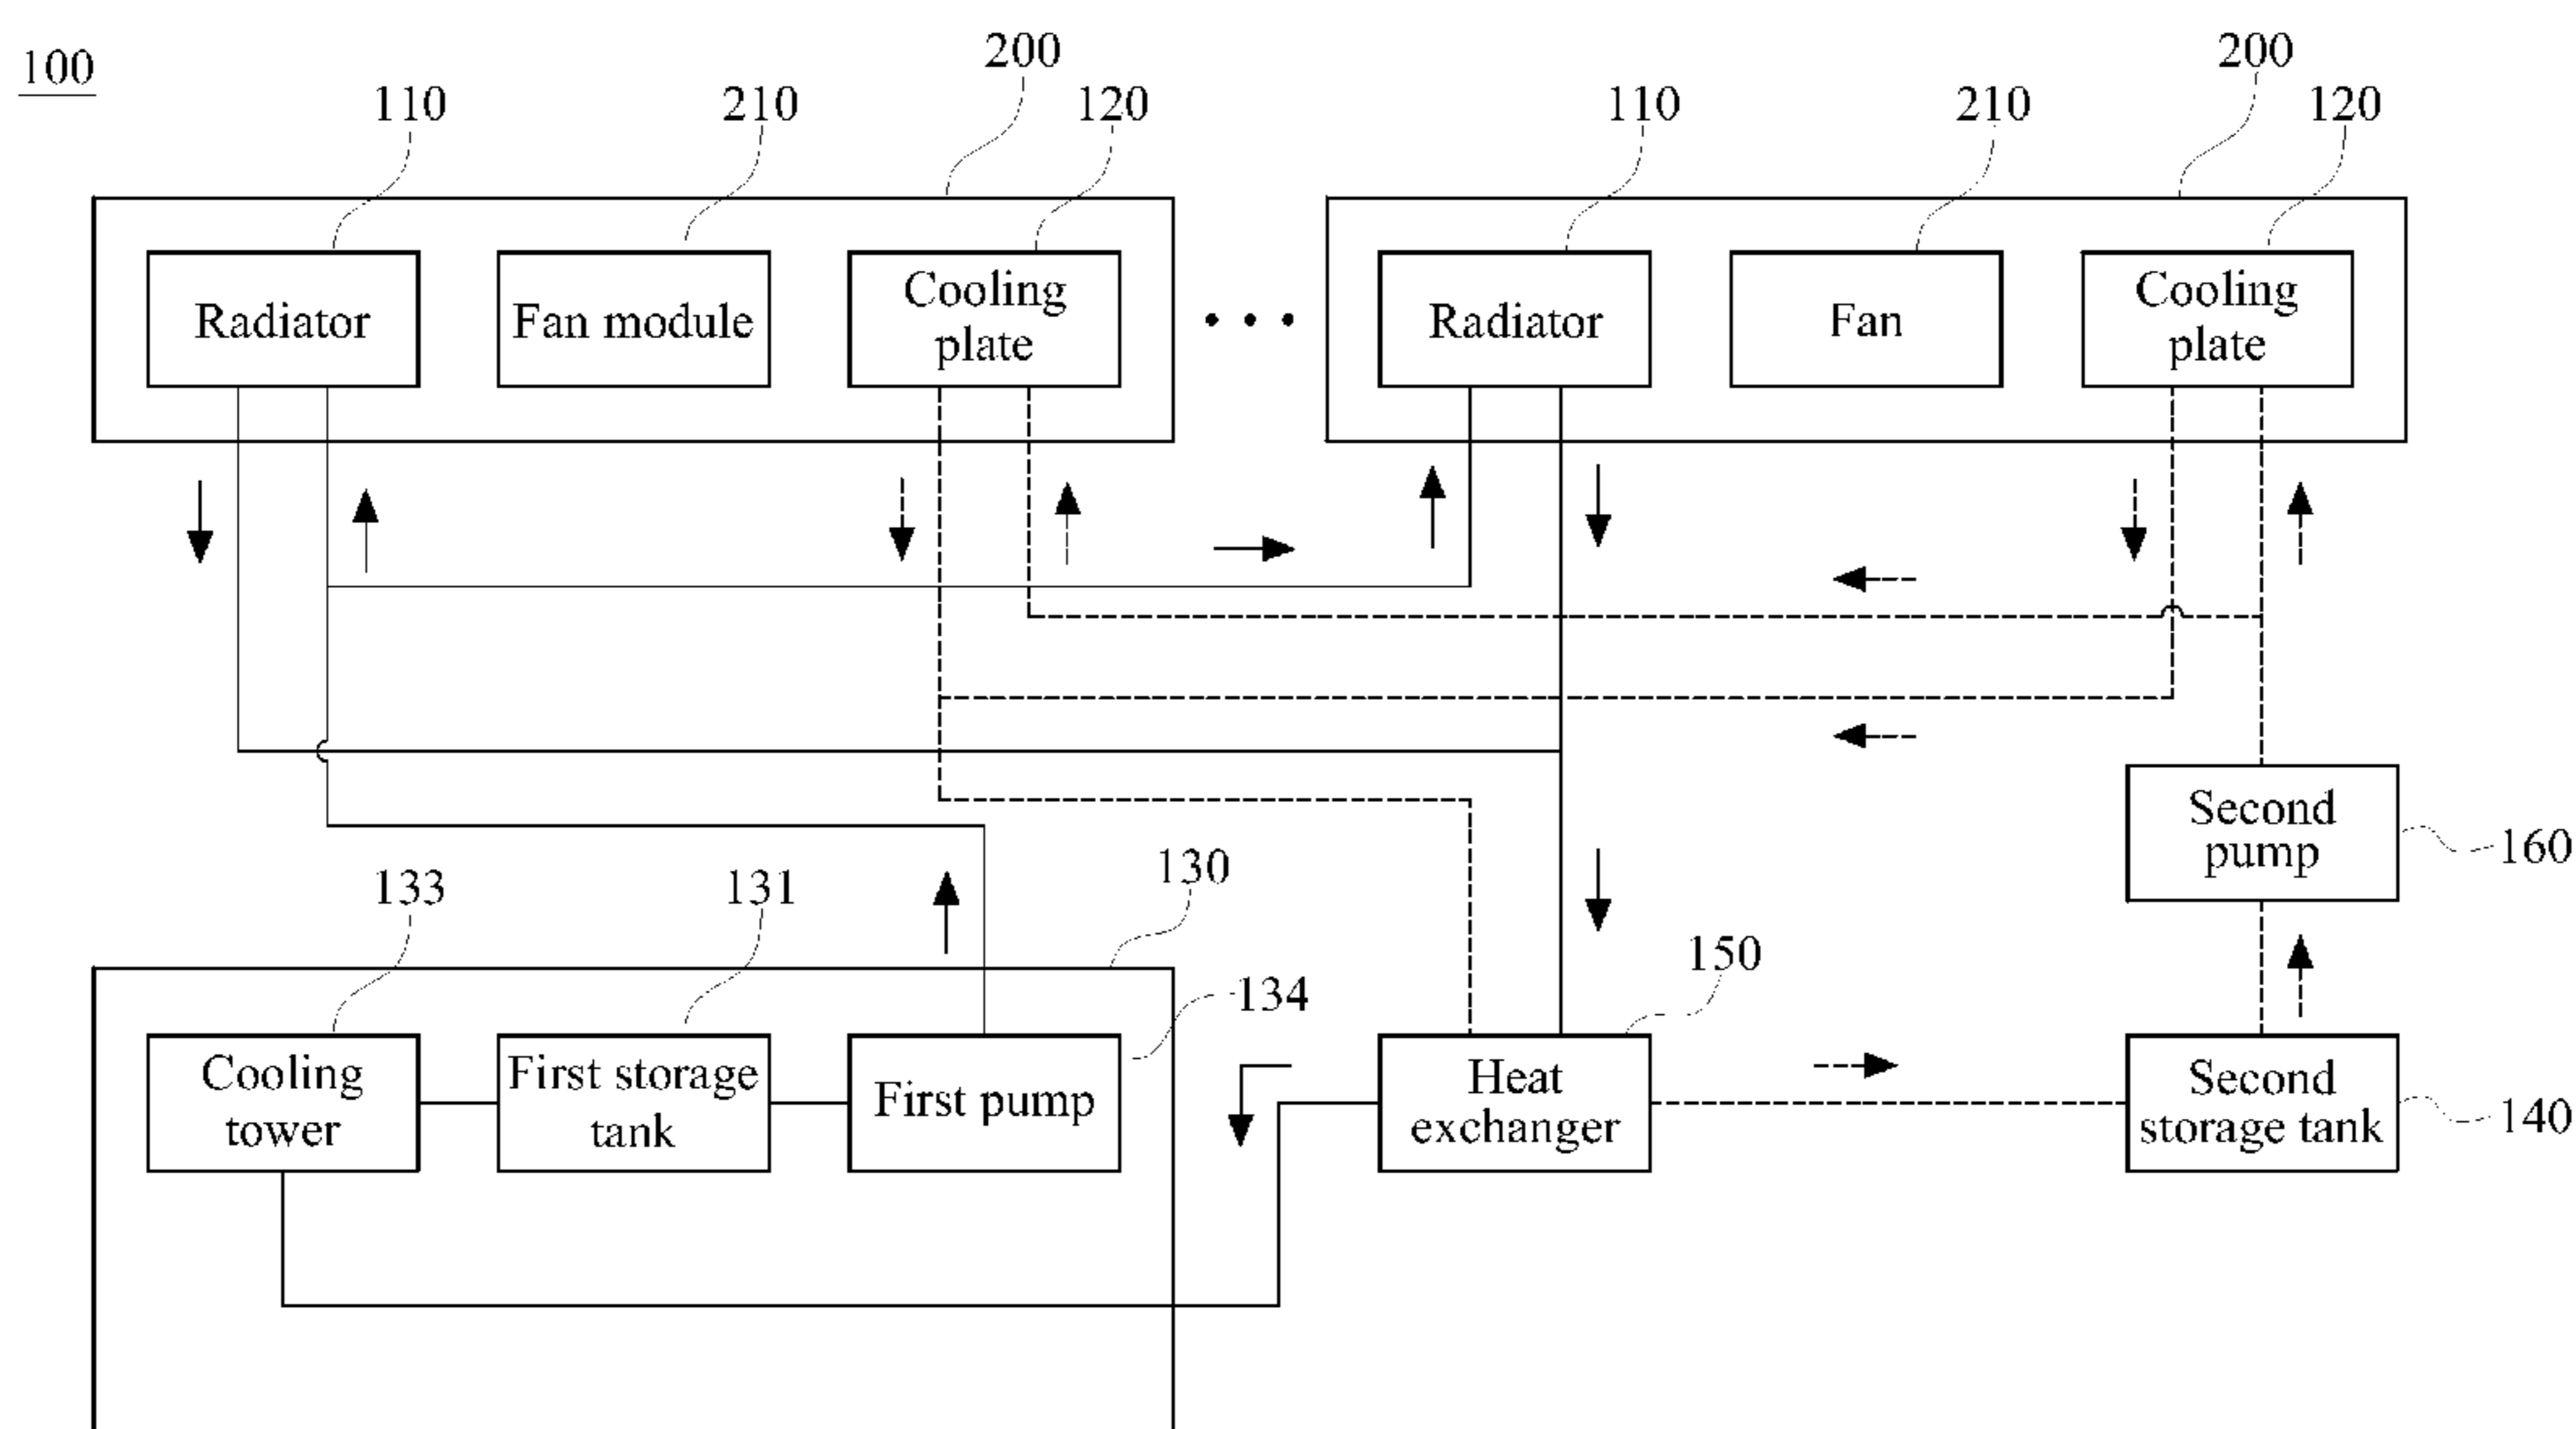 100
200
200
110
210
120
110
210
120
Radiator
Fan module
Cooling
plate
Radiator
Fan
Cooling
plate
Second
pump
160
133
131
130
134
150
Cooling
tower
First storage
tank
First pump
Heat
exchanger
Second
storage tank
140